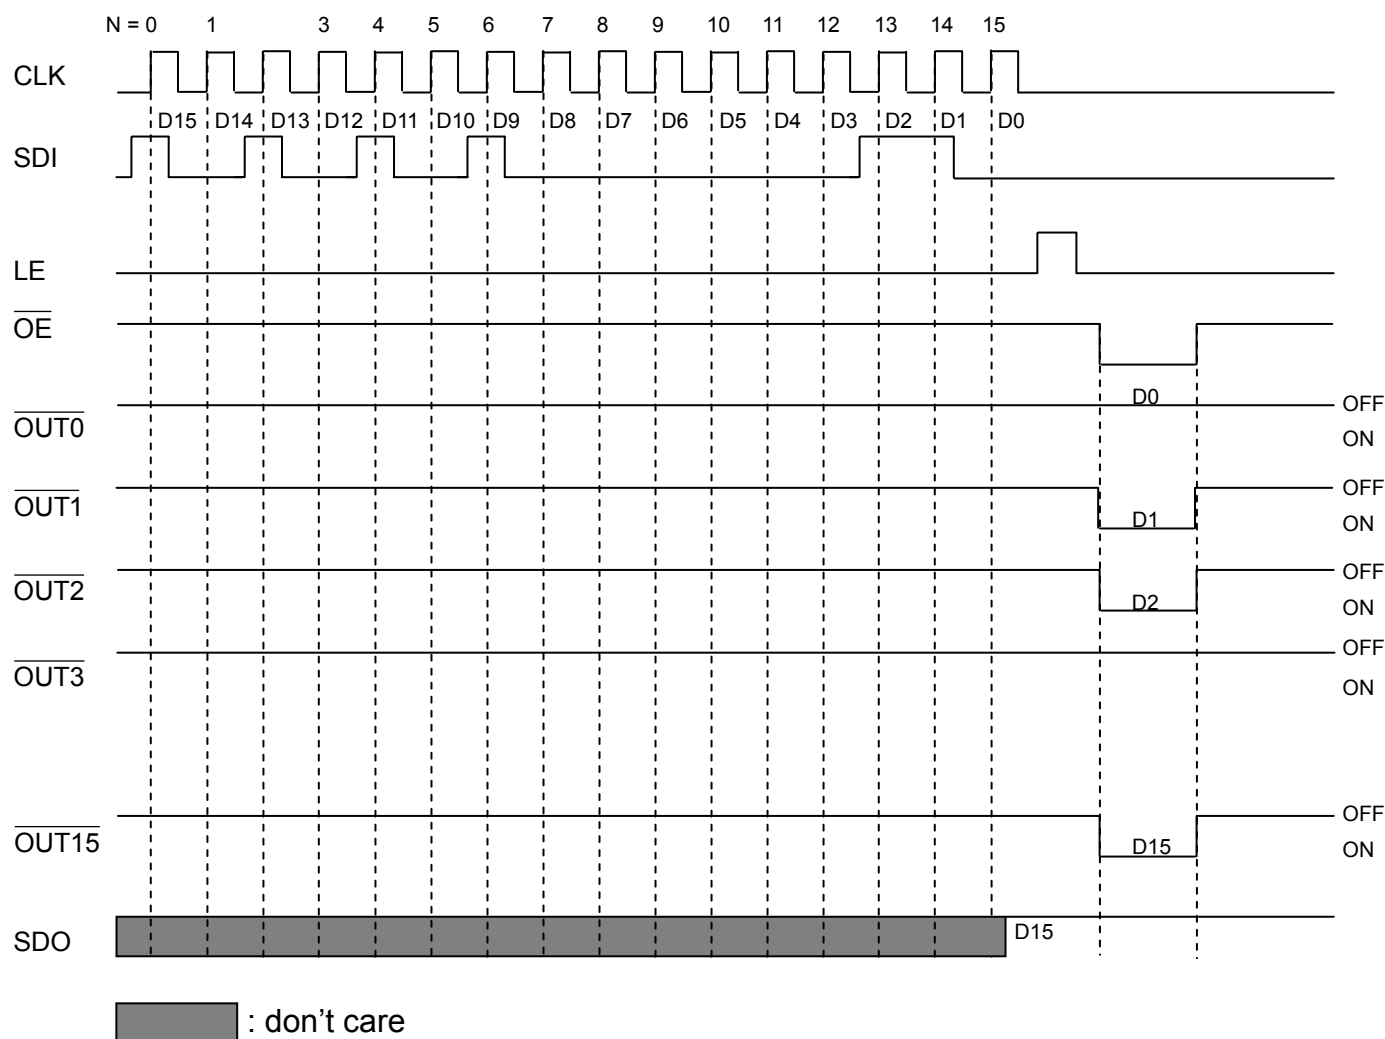 N = 0 1 3 4 5 6 7 8 9 10 11 12 13 14 15
CLK
D15 D14 D13 D12 D11 D10 D9 D8 D7 D6 D5 D4 D3 D2 D1 D0
SDI
LE
OE
D0
OFF
OUT0
ON
OFF
OUT1
D1
ON
OFF
OUT2
D2
ON
OFF
OUT3
ON
OFF
OUT15
D15
ON
SDO
D15
: don't care